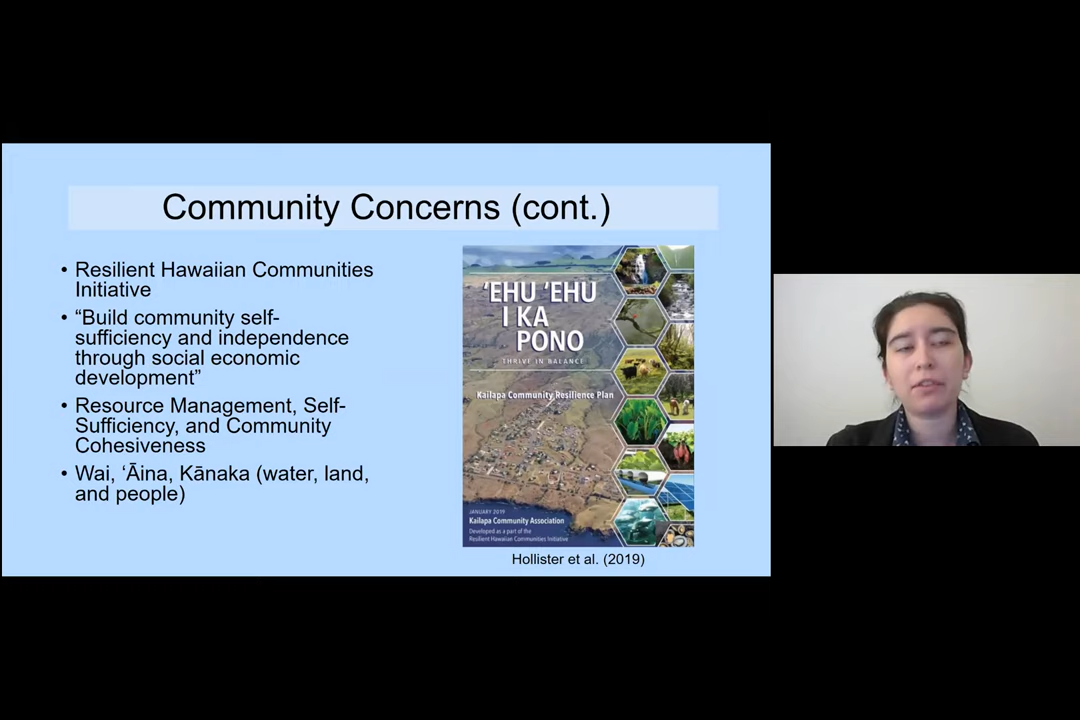 Community Concerns (cont.)
• Resilient Hawaiian Communities
Initiative
• “Build community self-
sufficiency and independence
through social economic
development”
• Resource Management, Self-
Sufficiency, and Community
Cohesiveness
• Wai, ʻĀina, Kānaka (water, land,
and people)
ʻEHU ʻEHU
I KA
PONO
THRIVE IN BALANCE
Kailapa Community Resilience Plan
JANUARY 2019
Kailapa Community Association
Developed as a part of the
Resilient Hawaiian Communities Initiative
Hollister et al. (2019)